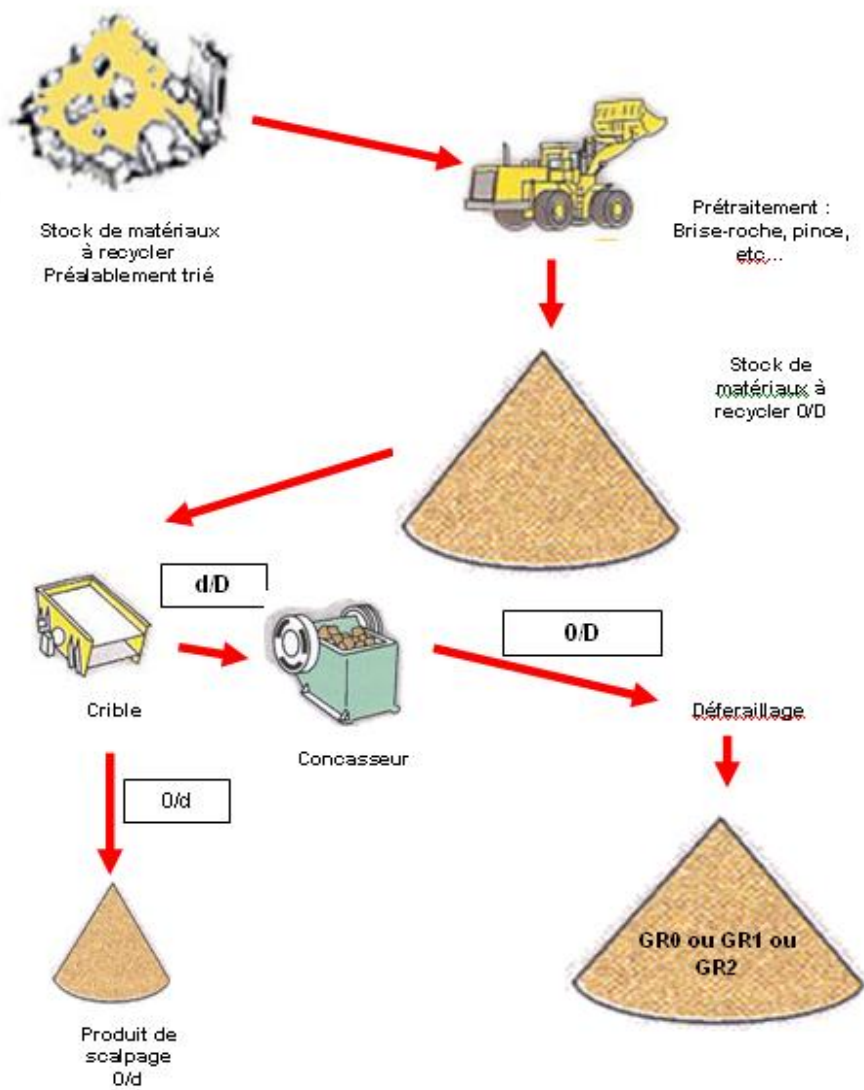 Stock de matériaux
à recycler
Préalablement trié
Prétraitement :
Brise-roche, pince,
etc...
Stock de
matériaux à
recycler 0/D
d/D
0/D
Crible
Concasseur
Déferaillage
0/d
GR0 ou GR1 ou
GR2
Produit de
scalpage
0/d